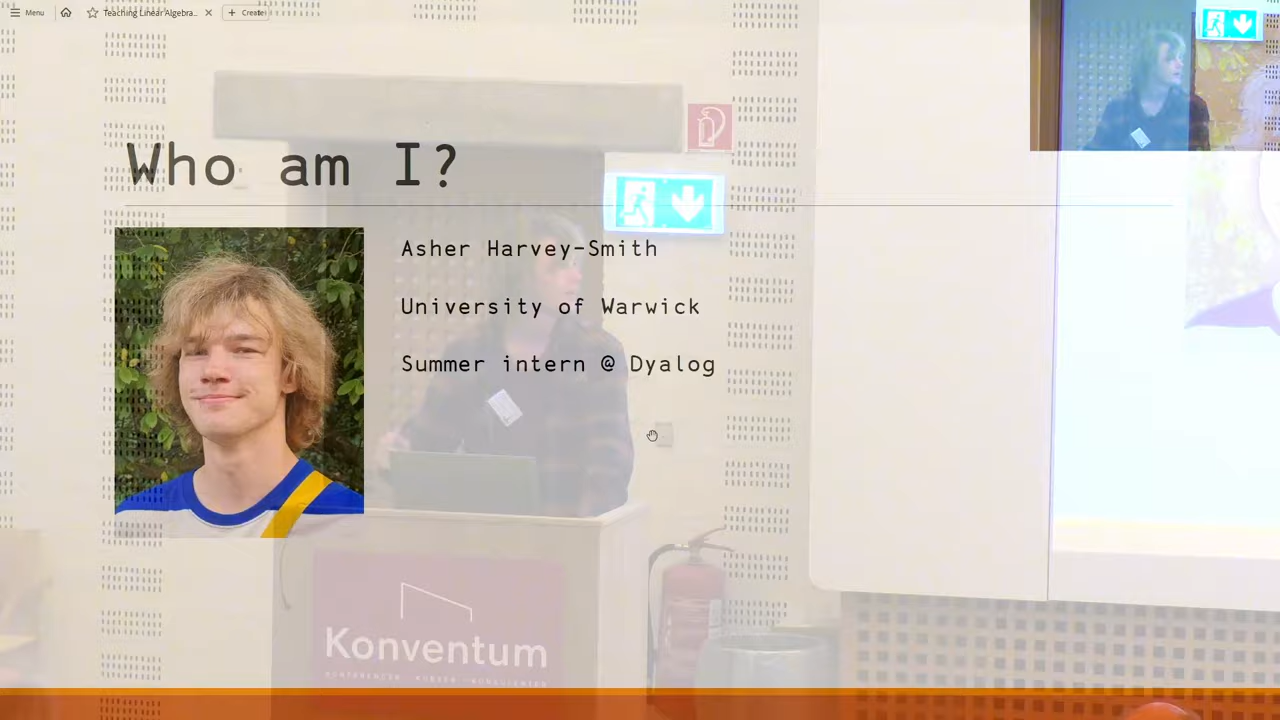 Menu
Teaching Linear Algebra...
Create
Who am I?
Asher Harvey-Smith
University of Warwick
Summer intern @ Dyalog
Konventum